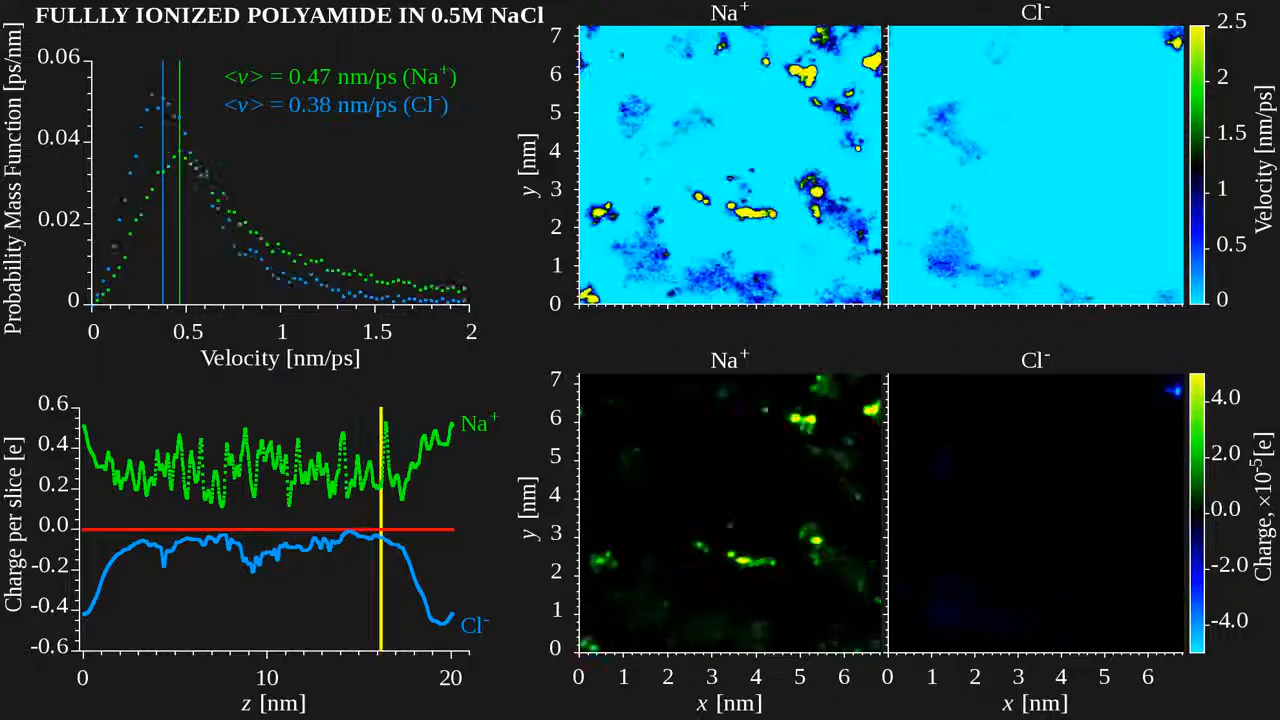 FULLLY IONIZED POLYAMIDE IN 0.5M NaCl
Probability Mass Function [ps/nm]
0.06
0.04
0.02
0
<v> = 0.47 nm/ps (Na⁺)
<v> = 0.38 nm/ps (Cl⁻)
0 0.5 1 1.5 2
Velocity [nm/ps]
Na⁺ Cl⁻
y [nm]
7
6
5
4
3
2
1
0
2.5
2
1.5
1
0.5
0
Velocity [nm/ps]
Charge per slice [e]
0.6
0.4
0.2
0.0
-0.2
-0.4
-0.6
Na⁺
Cl⁻
0 10 20
z [nm]
Na⁺ Cl⁻
y [nm]
7
6
5
4
3
2
1
0
0 1 2 3 4 5 6 0 1 2 3 4 5 6
x [nm] x [nm]
4.0
2.0
0.0
-2.0
-4.0
Charge, ×10⁻⁵[e]